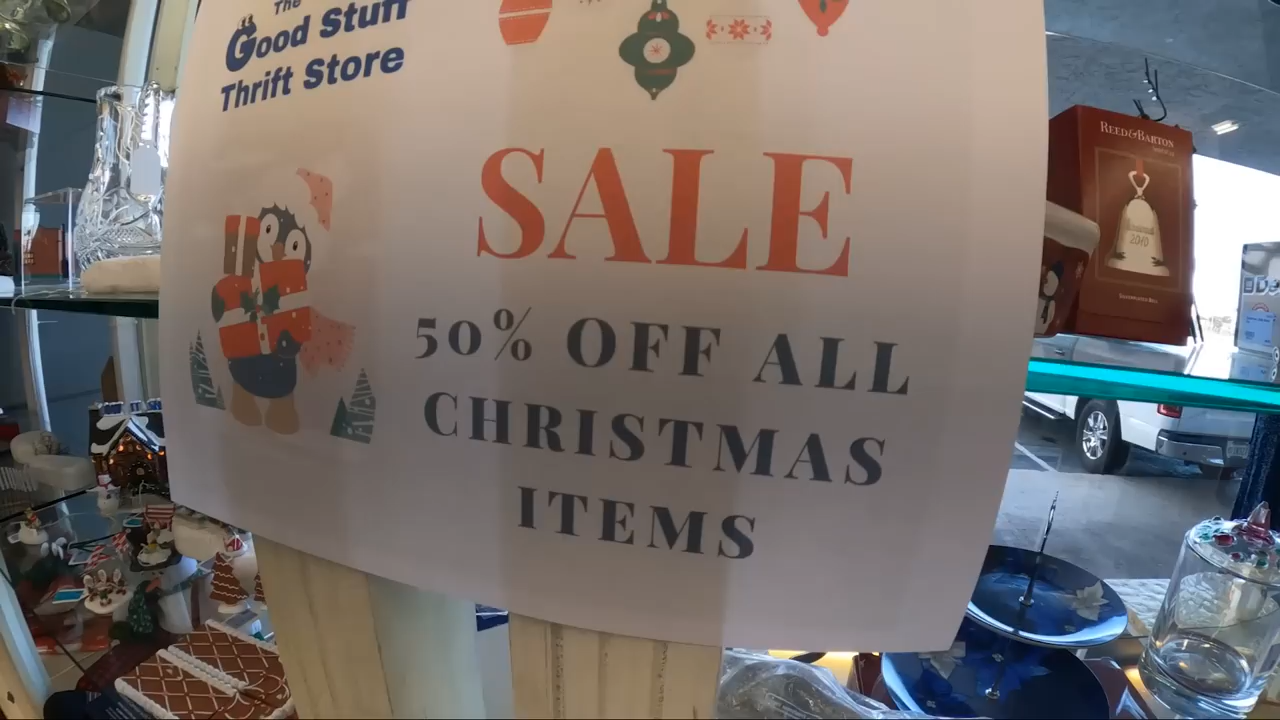 The
Good Stuff
Thrift Store
SALE
50% OFF ALL
CHRISTMAS
ITEMS
REED & BARTON
2010